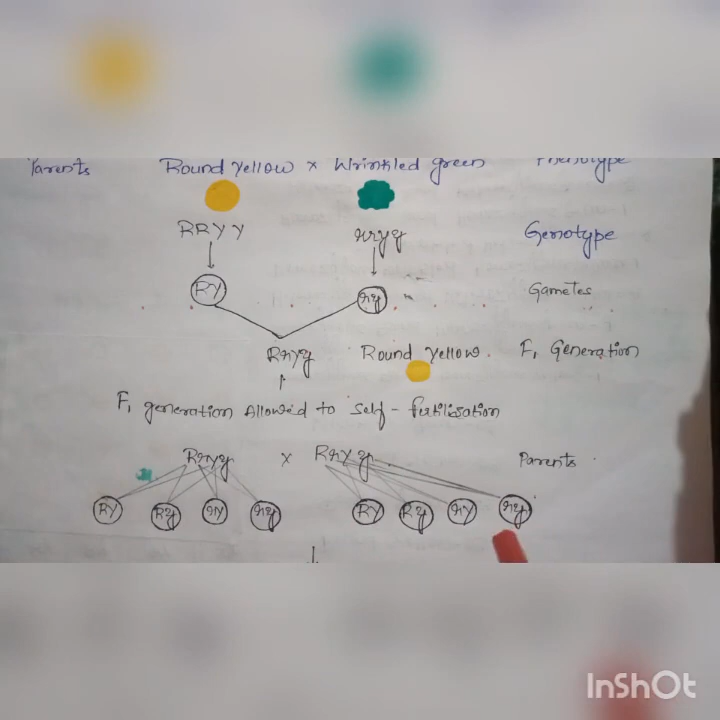 Parents Round Yellow × Wrinkled green Phenotype
RRYY rryy Genotype
RY ry Gametes
RrYy Round Yellow. F1 Generation
F1 generation Allowed to Self-fertilisation
RrYy × RrYy Parents
RY Ry rY ry RY Ry rY ry
InShOt